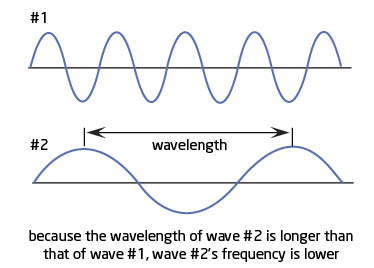 #1
wavelength
#2
because the wavelength of wave #2 is longer than
that of wave #1, wave #2's frequency is lower